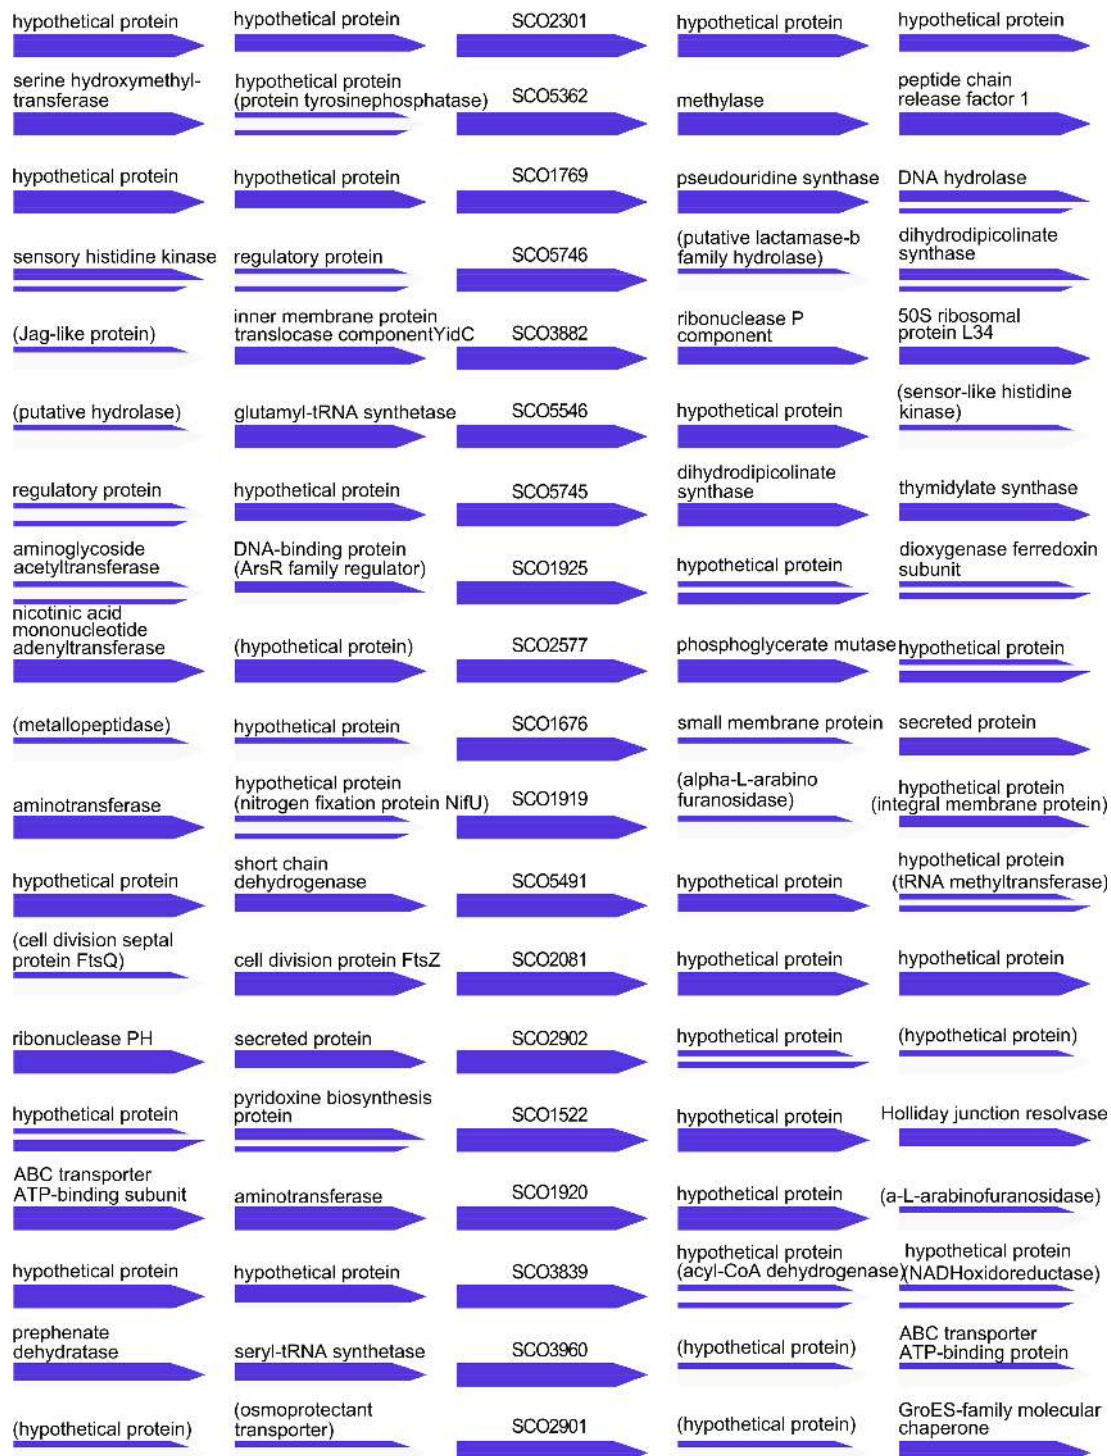 hypothetical protein
hypothetical protein
SCO2301
hypothetical protein
hypothetical protein
serine hydroxymethyl-
transferase
hypothetical protein
(protein tyrosinephosphatase)
SCO5362
methylase
peptide chain
release factor 1
hypothetical protein
hypothetical protein
SCO1769
pseudouridine synthase
DNA hydrolase
sensory histidine kinase
regulatory protein
SCO5746
(putative lactamase-b
family hydrolase)
dihydrodipicolinate
synthase
(Jag-like protein)
inner membrane protein
translocase componentYidC
SCO3882
ribonuclease P
component
50S ribosomal
protein L34
(putative hydrolase)
glutamyl-tRNA synthetase
SCO5546
hypothetical protein
(sensor-like histidine
kinase)
regulatory protein
hypothetical protein
SCO5745
dihydrodipicolinate
synthase
thymidylate synthase
aminoglycoside
acetyltransferase
DNA-binding protein
(ArsR family regulator)
SCO1925
hypothetical protein
dioxygenase ferredoxin
subunit
nicotinic acid
mononucleotide
adenyltransferase
(hypothetical protein)
SCO2577
phosphoglycerate mutase
hypothetical protein
(metallopeptidase)
hypothetical protein
SCO1676
small membrane protein
secreted protein
aminotransferase
hypothetical protein
(nitrogen fixation protein NifU)
SCO1919
(alpha-L-arabino
furanosidase)
hypothetical protein
(integral membrane protein)
hypothetical protein
short chain
dehydrogenase
SCO5491
hypothetical protein
hypothetical protein
(tRNA methyltransferase)
(cell division septal
protein FtsQ)
cell division protein FtsZ
SCO2081
hypothetical protein
hypothetical protein
ribonuclease PH
secreted protein
SCO2902
hypothetical protein
(hypothetical protein)
hypothetical protein
pyridoxine biosynthesis
protein
SCO1522
hypothetical protein
Holliday junction resolvase
ABC transporter
ATP-binding subunit
aminotransferase
SCO1920
hypothetical protein
(a-L-arabinofuranosidase)
hypothetical protein
hypothetical protein
SCO3839
hypothetical protein
(acyl-CoA dehydrogenase)
hypothetical protein
(NADHoxidoreductase)
prephenate
dehydratase
seryl-tRNA synthetase
SCO3960
(hypothetical protein)
ABC transporter
ATP-binding protein
(hypothetical protein)
(osmoprotectant
transporter)
SCO2901
(hypothetical protein)
GroES-family molecular
chaperone